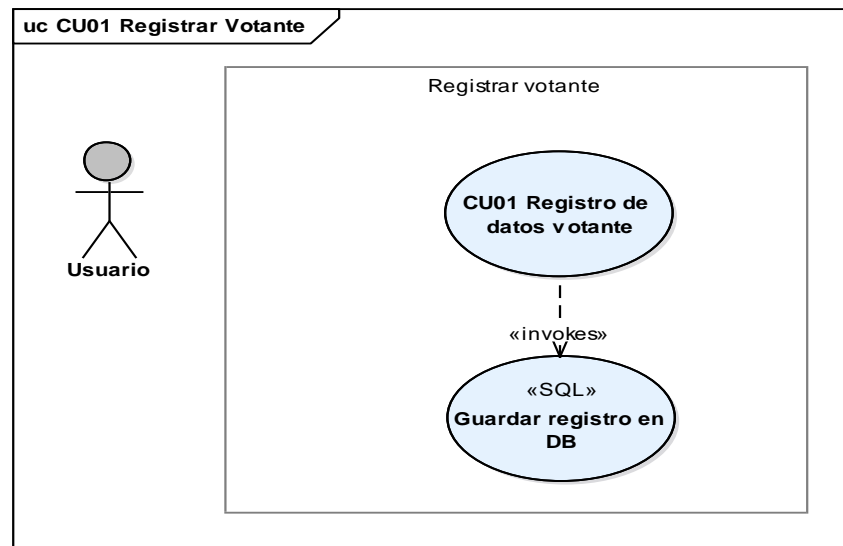 uc CU01 Registrar Votante
Registrar votante
CU01 Registro de
datos votante
Usuario
«invokes»
«SQL»
Guardar registro en
DB